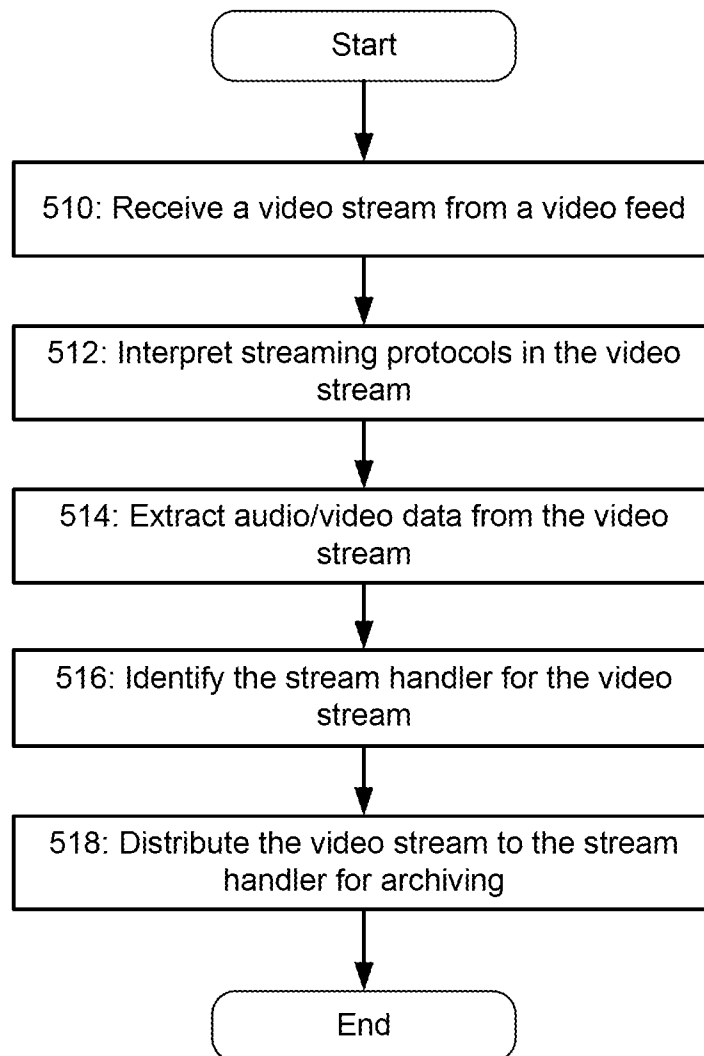 Start
510: Receive a video stream from a video feed
512: Interpret streaming protocols in the video
stream
514: Extract audio/video data from the video
stream
516: Identify the stream handler for the video
stream
518: Distribute the video stream to the stream
handler for archiving
End